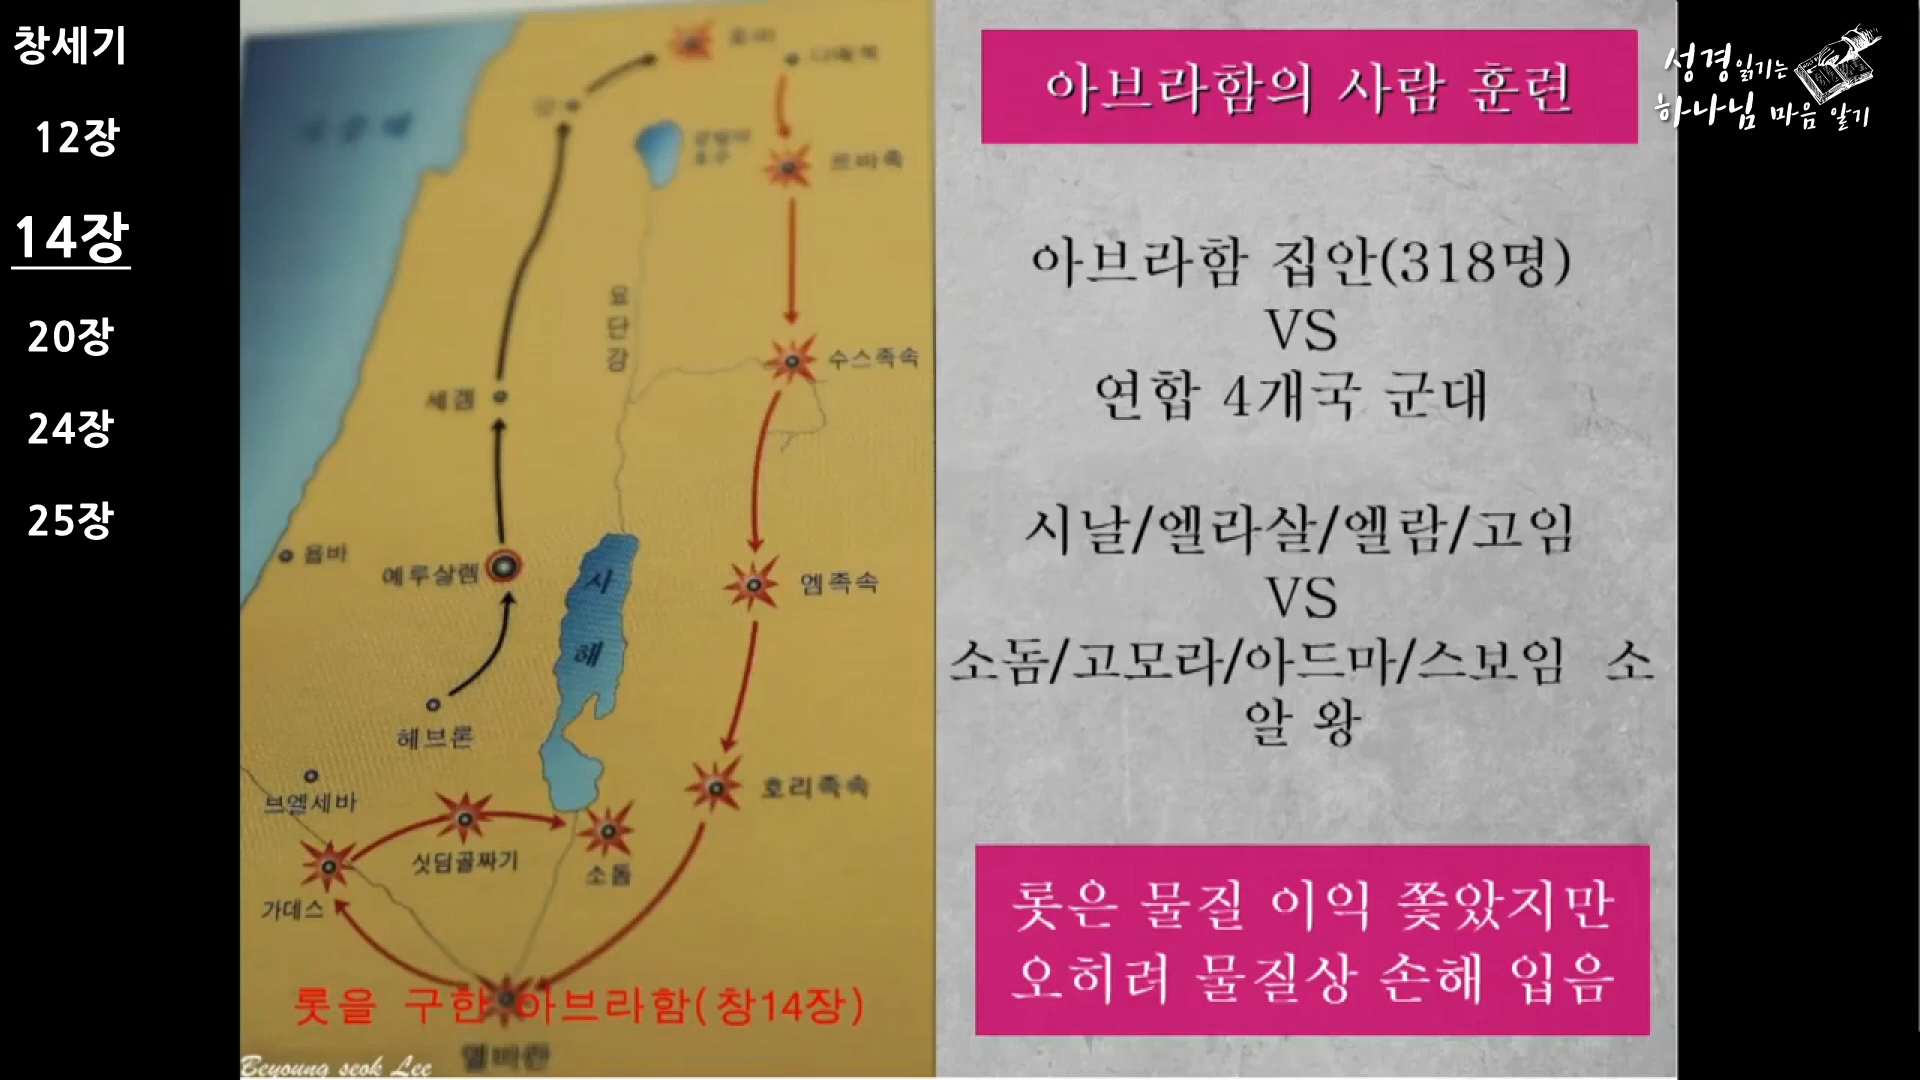 창세기
12장
14장
20장
24장
25장
세겜
욥바
예루살렘
헤브론
브엘세바
가데스
싯딤골짜기
소돔
요단강
사해
르바족
수스족속
엠족속
호리족속
롯을 구한 아브라함(창14장)
Beyoung seok Lee
아브라함의 사람 훈련
아브라함 집안(318명)
VS
연합 4개국 군대
시날/엘라살/엘람/고임
VS
소돔/고모라/아드마/스보임 소
알 왕
롯은 물질 이익 쫓았지만
오히려 물질상 손해 입음
성경읽기는
하나님 마음 알기